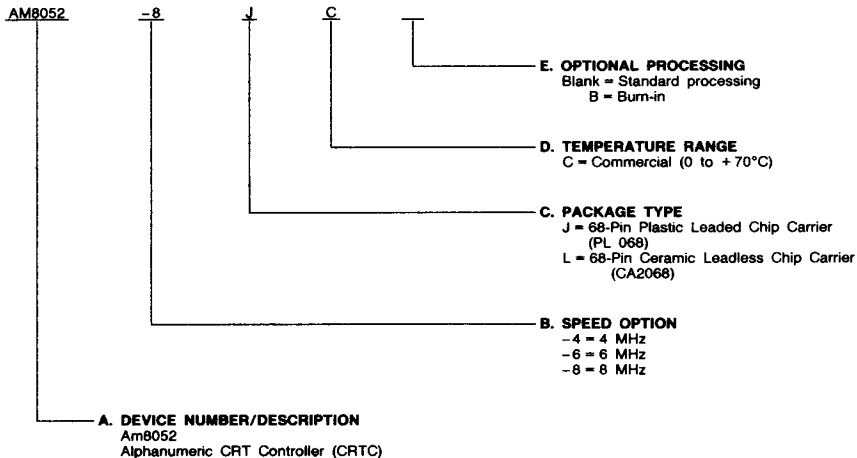 AM8052 -8 J C
E. OPTIONAL PROCESSING
Blank = Standard processing
B = Burn-in
D. TEMPERATURE RANGE
C = Commercial (0 to +70°C)
C. PACKAGE TYPE
J = 68-Pin Plastic Leaded Chip Carrier
(PL 068)
L = 68-Pin Ceramic Leadless Chip Carrier
(CA2068)
B. SPEED OPTION
-4 = 4 MHz
-6 = 6 MHz
-8 = 8 MHz
A. DEVICE NUMBER/DESCRIPTION
Am8052
Alphanumeric CRT Controller (CRTC)